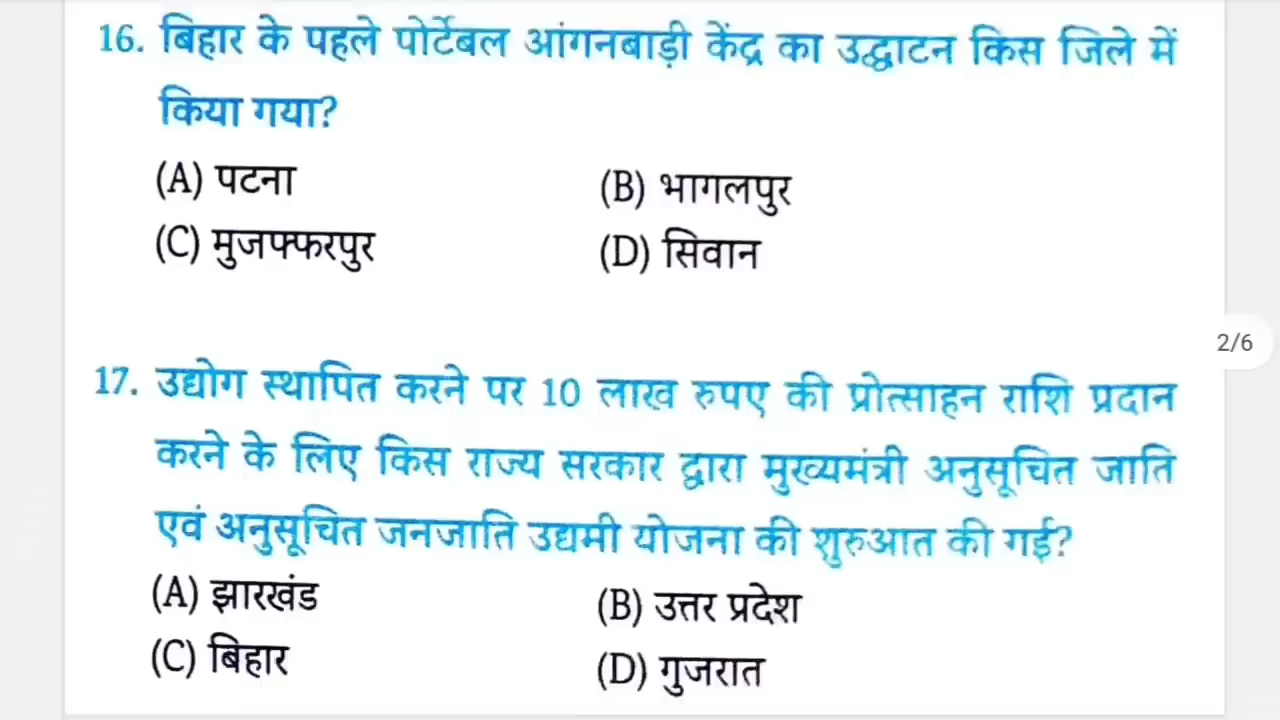 16. बिहार के पहले पोर्टेबल आंगनबाड़ी केंद्र का उद्घाटन किस जिले में
किया गया?
(A) पटना (B) भागलपुर
(C) मुजफ्फरपुर (D) सिवान
2/6
17. उद्योग स्थापित करने पर 10 लाख रुपए की प्रोत्साहन राशि प्रदान
करने के लिए किस राज्य सरकार द्वारा मुख्यमंत्री अनुसूचित जाति
एवं अनुसूचित जनजाति उद्यमी योजना की शुरुआत की गई?
(A) झारखंड (B) उत्तर प्रदेश
(C) बिहार (D) गुजरात